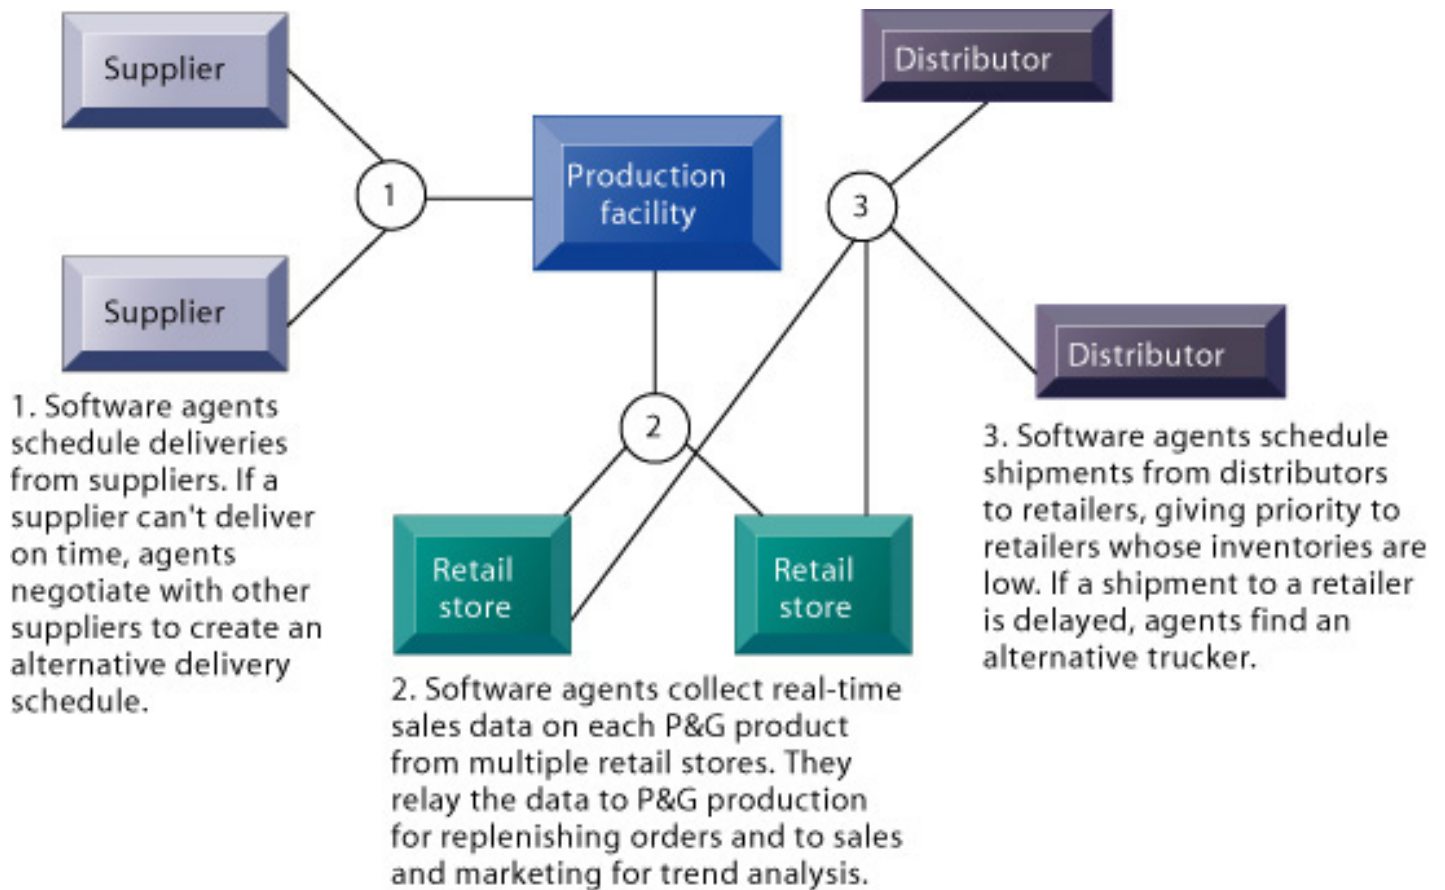 Supplier
Distributor
1
Production
facility
3
Supplier
Distributor
1. Software agents
schedule deliveries
from suppliers. If a
supplier can't deliver
on time, agents
negotiate with other
suppliers to create an
alternative delivery
schedule.
2
Retail
store
Retail
store
3. Software agents schedule
shipments from distributors
to retailers, giving priority to
retailers whose inventories are
low. If a shipment to a retailer
is delayed, agents find an
alternative trucker.
2. Software agents collect real-time
sales data on each P&G product
from multiple retail stores. They
relay the data to P&G production
for replenishing orders and to sales
and marketing for trend analysis.